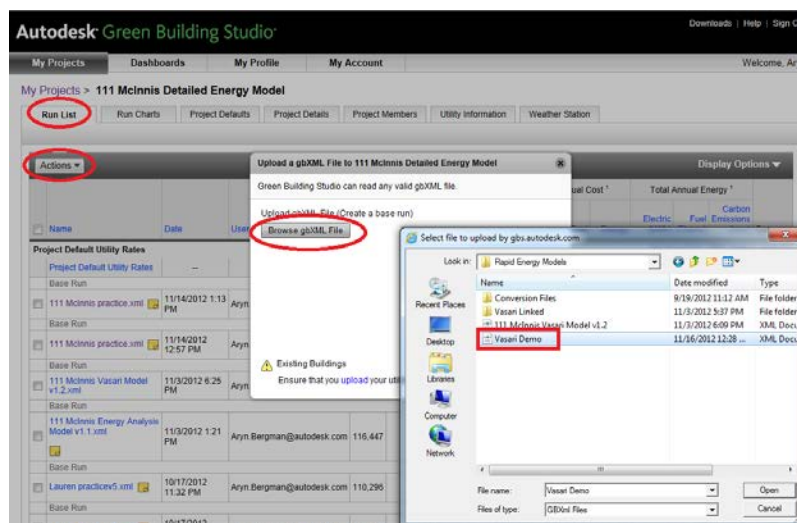 Autodesk Green Building Studio
Downloads | Help | Sign
My Projects Dashboards My Profile My Account
Welcome, Ar
My Projects > 111 McInnis Detailed Energy Model
Run List Run Charts Project Defaults Project Details Project Members Utility Information Weather Station
Actions
Display Options
Upload a gbXML File to 111 McInnis Detailed Energy Model
Green Building Studio can read any valid gbXML file.
Upload gbXML File (Create a base run)
Browse gbXML File
Existing Buildings
Ensure that you upload your
ual Cost
Total Annual Energy
Electric Fuel Carbon Emissions
Name Date User
Project Default Utility Rates
Project Default Utility Rates --
Base Run
111 McInnis practice.xml 11/14/2012 1:13 PM Aryn
Base Run
111 McInnis practice.xml 11/14/2012 12:57 PM Aryn
Base Run
111 McInnis Vasari Model v1.2.xml 11/3/2012 6:25 PM Aryn
Base Run
111 McInnis Energy Analysis Model v1.1.xml 11/3/2012 1:21 PM Aryn.Bergman@autodesk.com 116,447
Base Run
Lauren practicev5.xml 10/17/2012 11:32 PM Aryn.Bergman@autodesk.com 110,296
Base Run
10/17/2012
Select file to upload by gbs.autodesk.com
Look in: Rapid Energy Models
Name Date modified Type
Conversion Files 9/19/2012 11:12 AM File folder
Vasari Linked 11/3/2012 5:37 PM File folder
111 McInnis Vasari Model v1.2 11/3/2012 6:09 PM XML Docu
Vasari Demo 11/16/2012 12:28 ... XML Docu
Recent Places
Desktop
Libraries
Computer
Network
File name: Vasari Demo Open
Files of type: GBXml Files Cancel